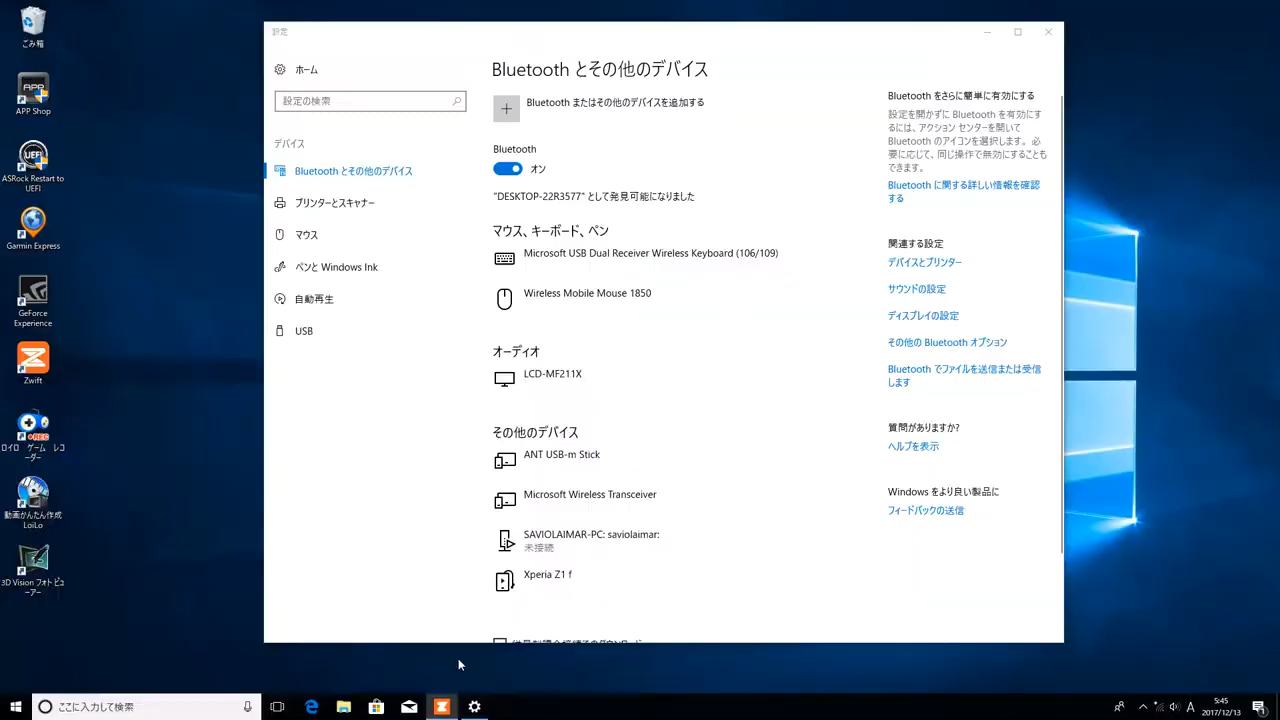 ごみ箱
APP
APP Shop
UEFI
ASRock Restart to
UEFI
Garmin Express
GeForce
Experience
Zwift
●REC
ロイロ ゲーム レコ
ーダー
動画かんたん作成
LoiLo
3D Vision フォト ビュ
ーアー
設定
ホーム
設定の検索
デバイス
Bluetooth とその他のデバイス
プリンターとスキャナー
マウス
ペンと Windows Ink
自動再生
USB
Bluetooth とその他のデバイス
Bluetooth またはその他のデバイスを追加する
Bluetooth
オン
"DESKTOP-22R3577" として発見可能になりました
マウス、キーボード、ペン
Microsoft USB Dual Receiver Wireless Keyboard (106/109)
Wireless Mobile Mouse 1850
オーディオ
LCD-MF211X
その他のデバイス
ANT USB-m Stick
Microsoft Wireless Transceiver
SAVIOLAIMAR-PC: saviolaimar:
未接続
Xperia Z1 f
Bluetooth をさらに簡単に有効にする
設定を開かずに Bluetooth を有効にす
るには、アクション センターを開いて
Bluetooth のアイコンを選択します。必
要に応じて、同じ操作で無効にすることも
できます。
Bluetooth に関する詳しい情報を確認
する
関連する設定
デバイスとプリンター
サウンドの設定
ディスプレイの設定
その他の Bluetooth オプション
Bluetooth でファイルを送信または受信
します
質問がありますか?
ヘルプを表示
Windows をより良い製品に
フィードバックの送信
ここに入力して検索
A
5:45
2017/12/13